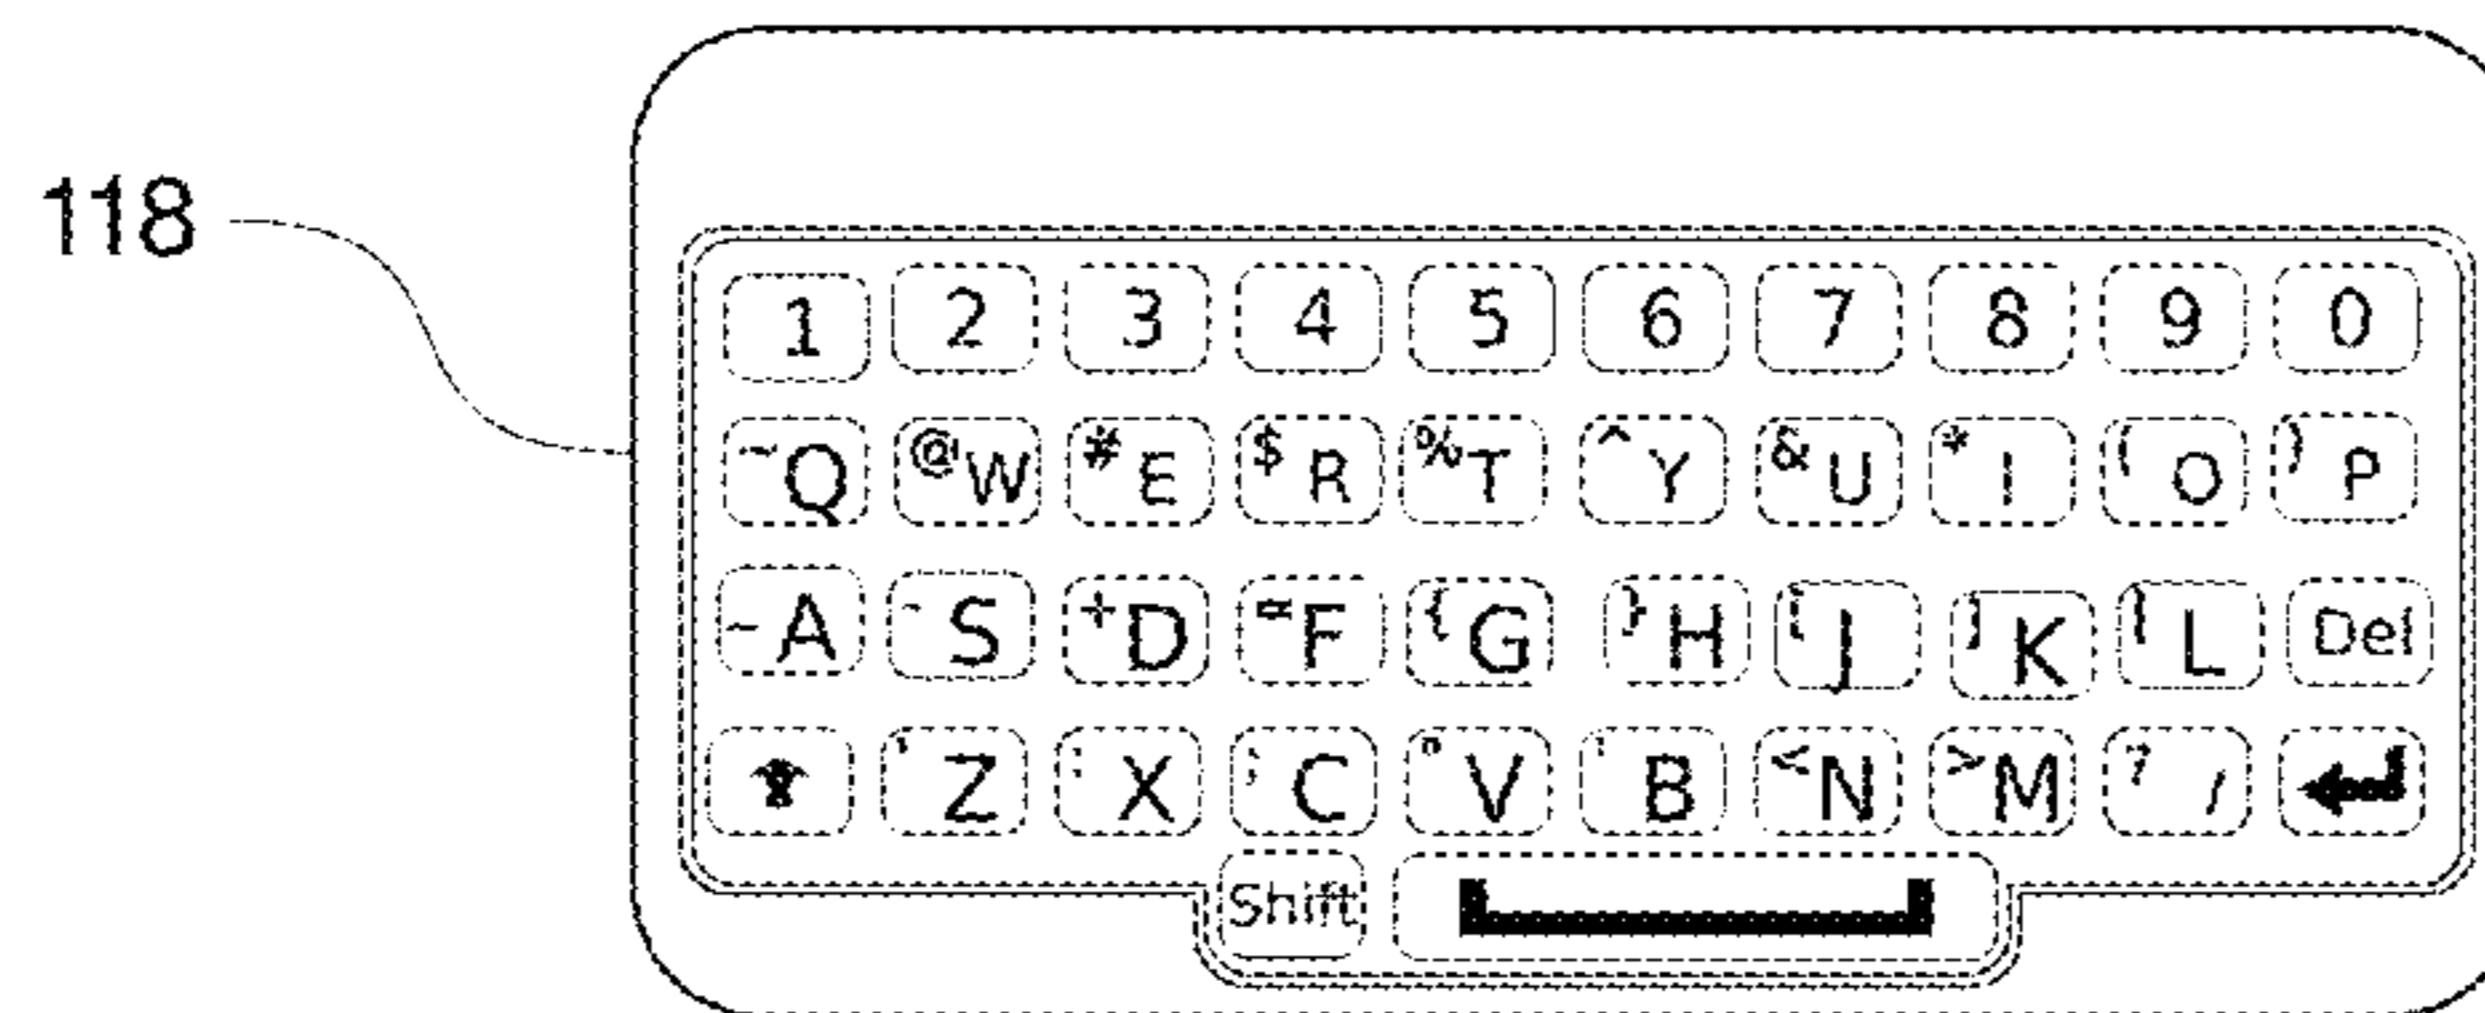 118
1 2 3 4 5 6 7 8 9 0
~Q @W #E $R %T ^Y &U *I (O )P
A -S +D =F {G }H [J ]K L Del
'Z :X ;C V B <N >M ?/
Shift